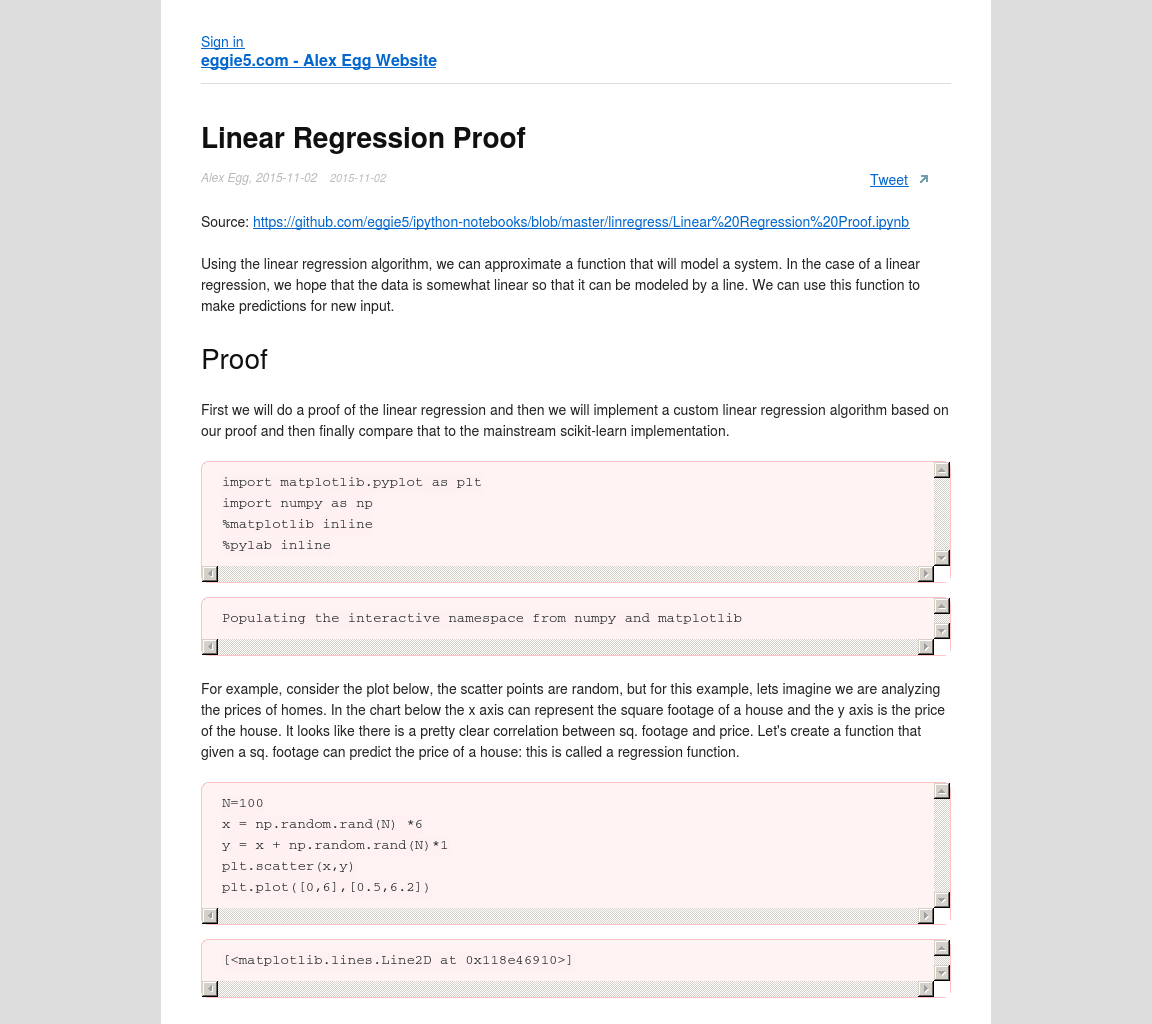 Sign in
eggie5.com - Alex Egg Website
Linear Regression Proof
Alex Egg, 2015-11-02 2015-11-02
Tweet
Source: https://github.com/eggie5/ipython-notebooks/blob/master/linregress/Linear%20Regression%20Proof.ipynb
Using the linear regression algorithm, we can approximate a function that will model a system. In the case of a linear
regression, we hope that the data is somewhat linear so that it can be modeled by a line. We can use this function to
make predictions for new input.
Proof
First we will do a proof of the linear regression and then we will implement a custom linear regression algorithm based on
our proof and then finally compare that to the mainstream scikit-learn implementation.
import matplotlib.pyplot as plt
import numpy as np
%matplotlib inline
%pylab inline
Populating the interactive namespace from numpy and matplotlib
For example, consider the plot below, the scatter points are random, but for this example, lets imagine we are analyzing
the prices of homes. In the chart below the x axis can represent the square footage of a house and the y axis is the price
of the house. It looks like there is a pretty clear correlation between sq. footage and price. Let's create a function that
given a sq. footage can predict the price of a house: this is called a regression function.
N=100
x = np.random.rand(N) *6
y = x + np.random.rand(N)*1
plt.scatter(x,y)
plt.plot([0,6],[0.5,6.2])
[<matplotlib.lines.Line2D at 0x118e46910>]